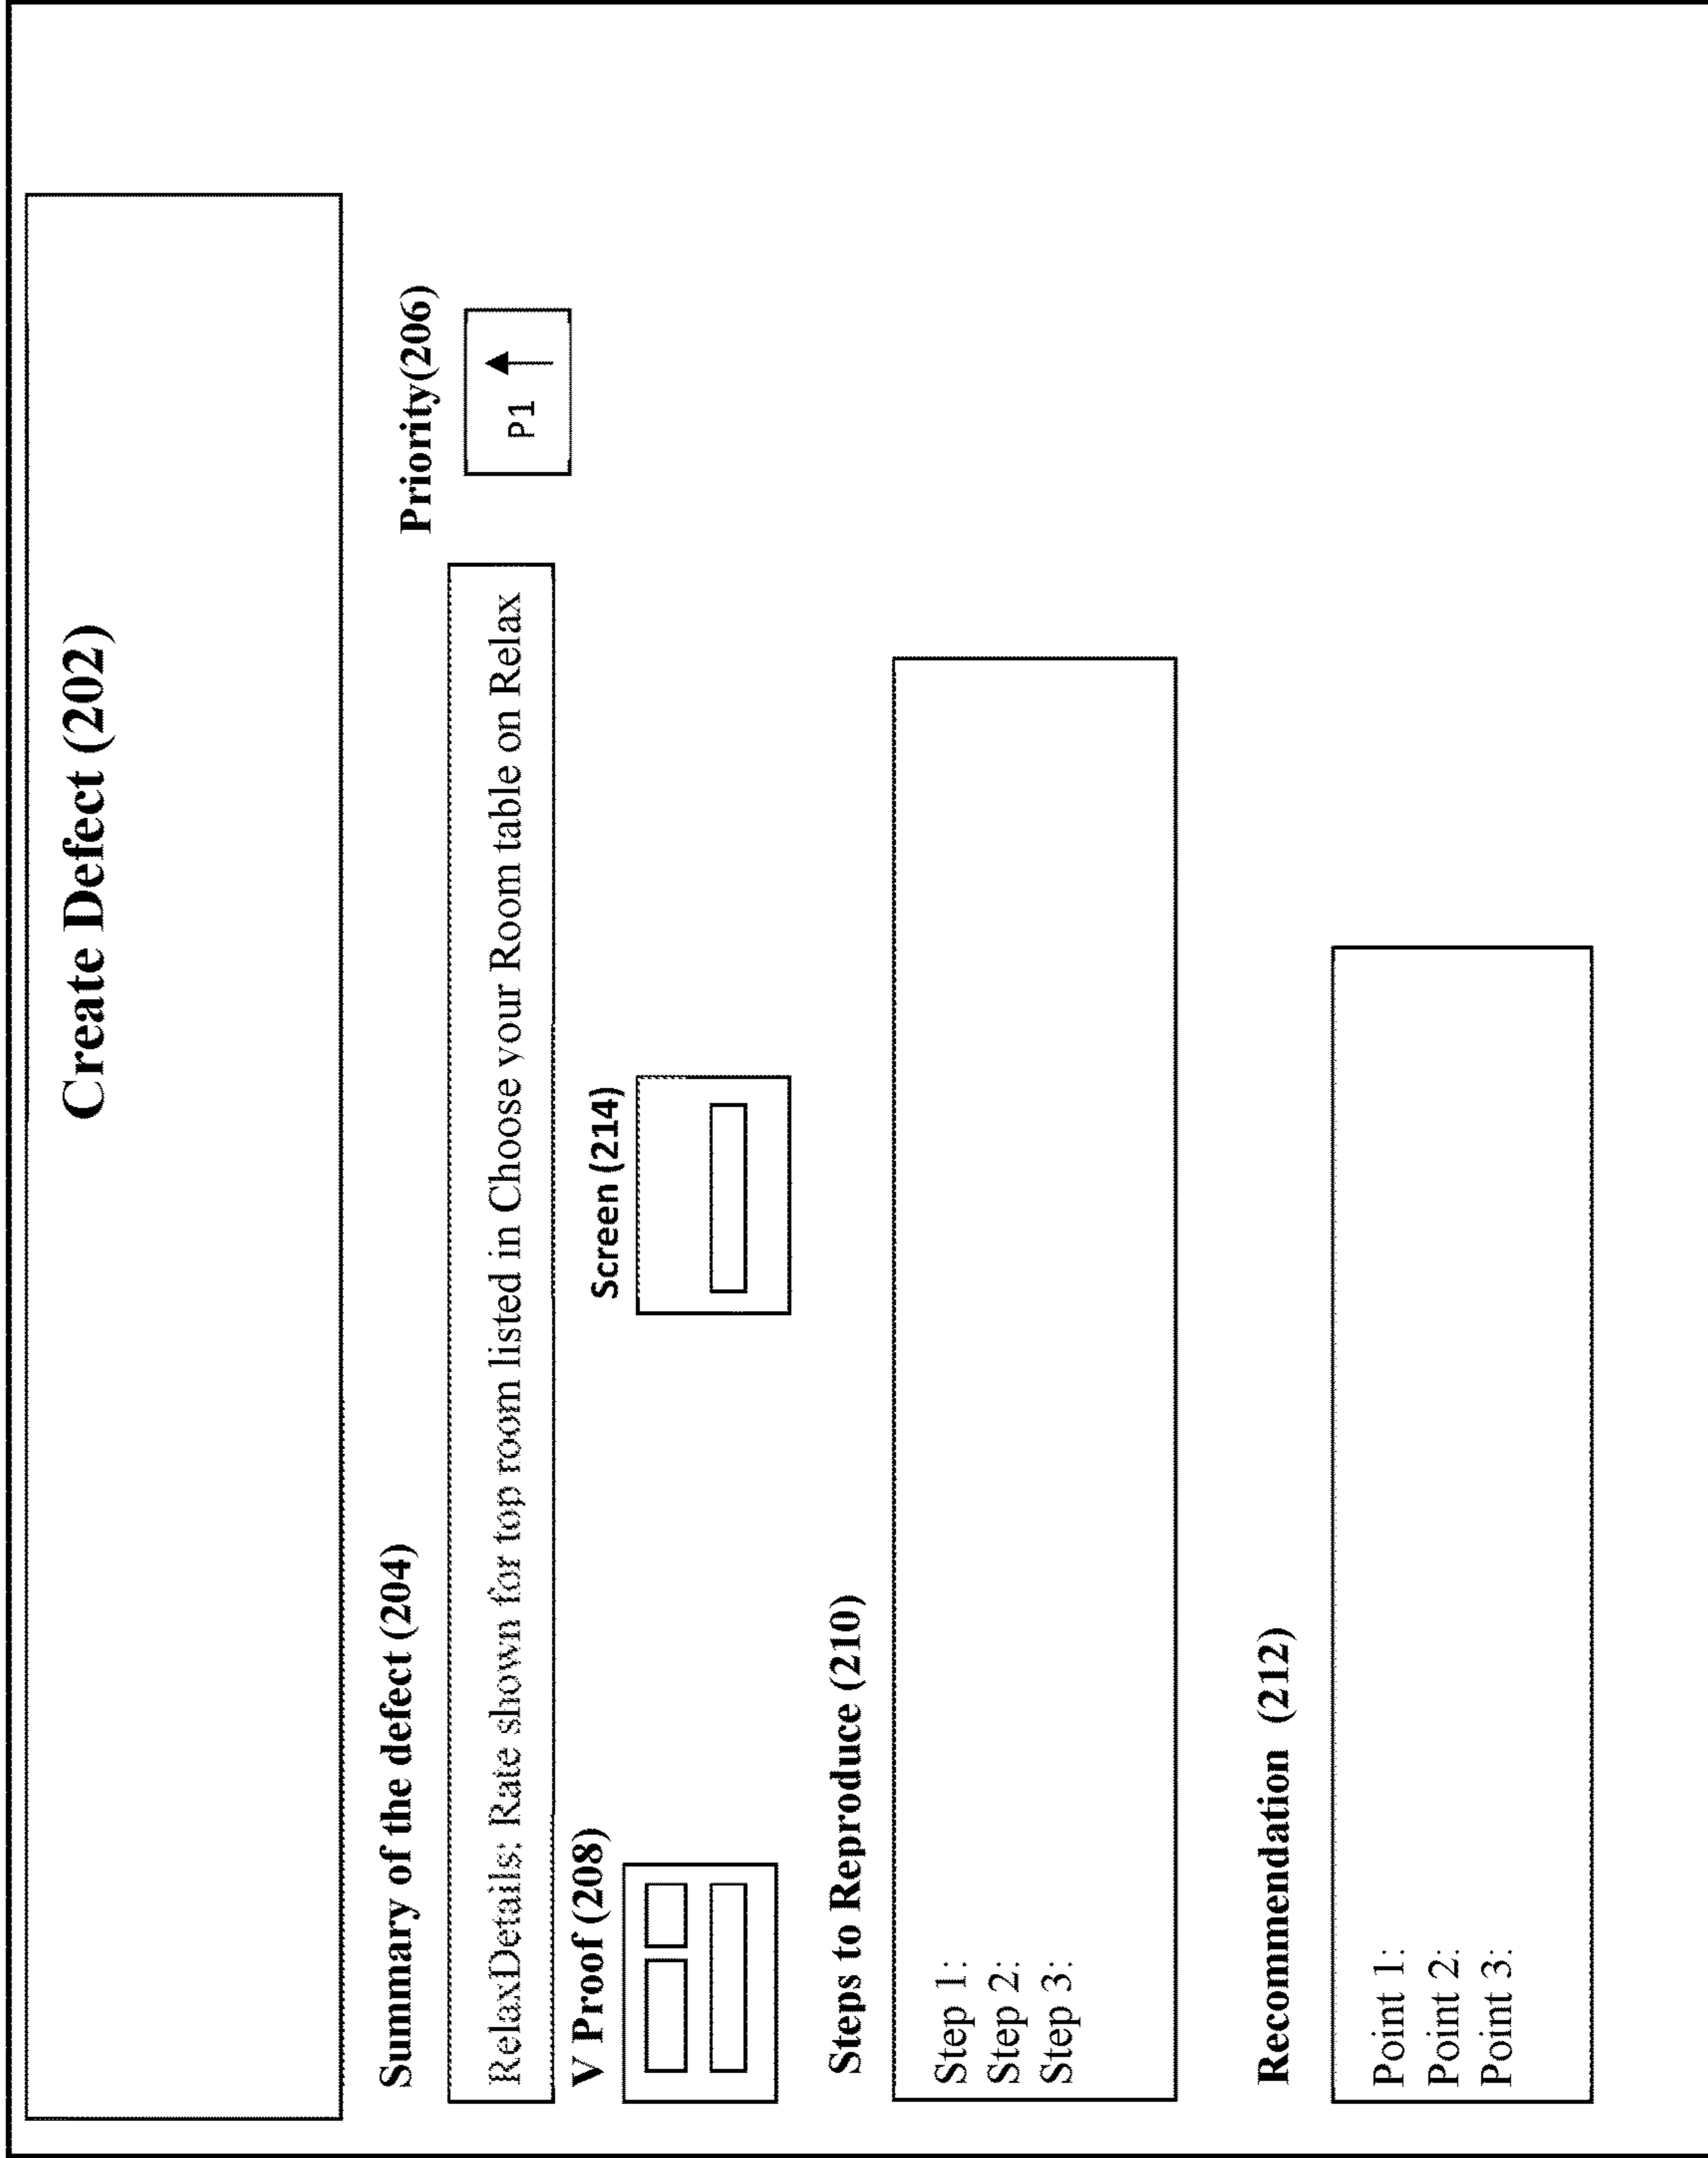 Create Defect (202)
Summary of the defect (204)
Priority(206)
RelaxDetails: Rate shown for top room listed in Choose your Room table on Relax
P1
V Proof (208)
Screen (214)
Steps to Reproduce (210)
Step 1:
Step 2:
Step 3:
Recommendation (212)
Point 1:
Point 2:
Point 3: